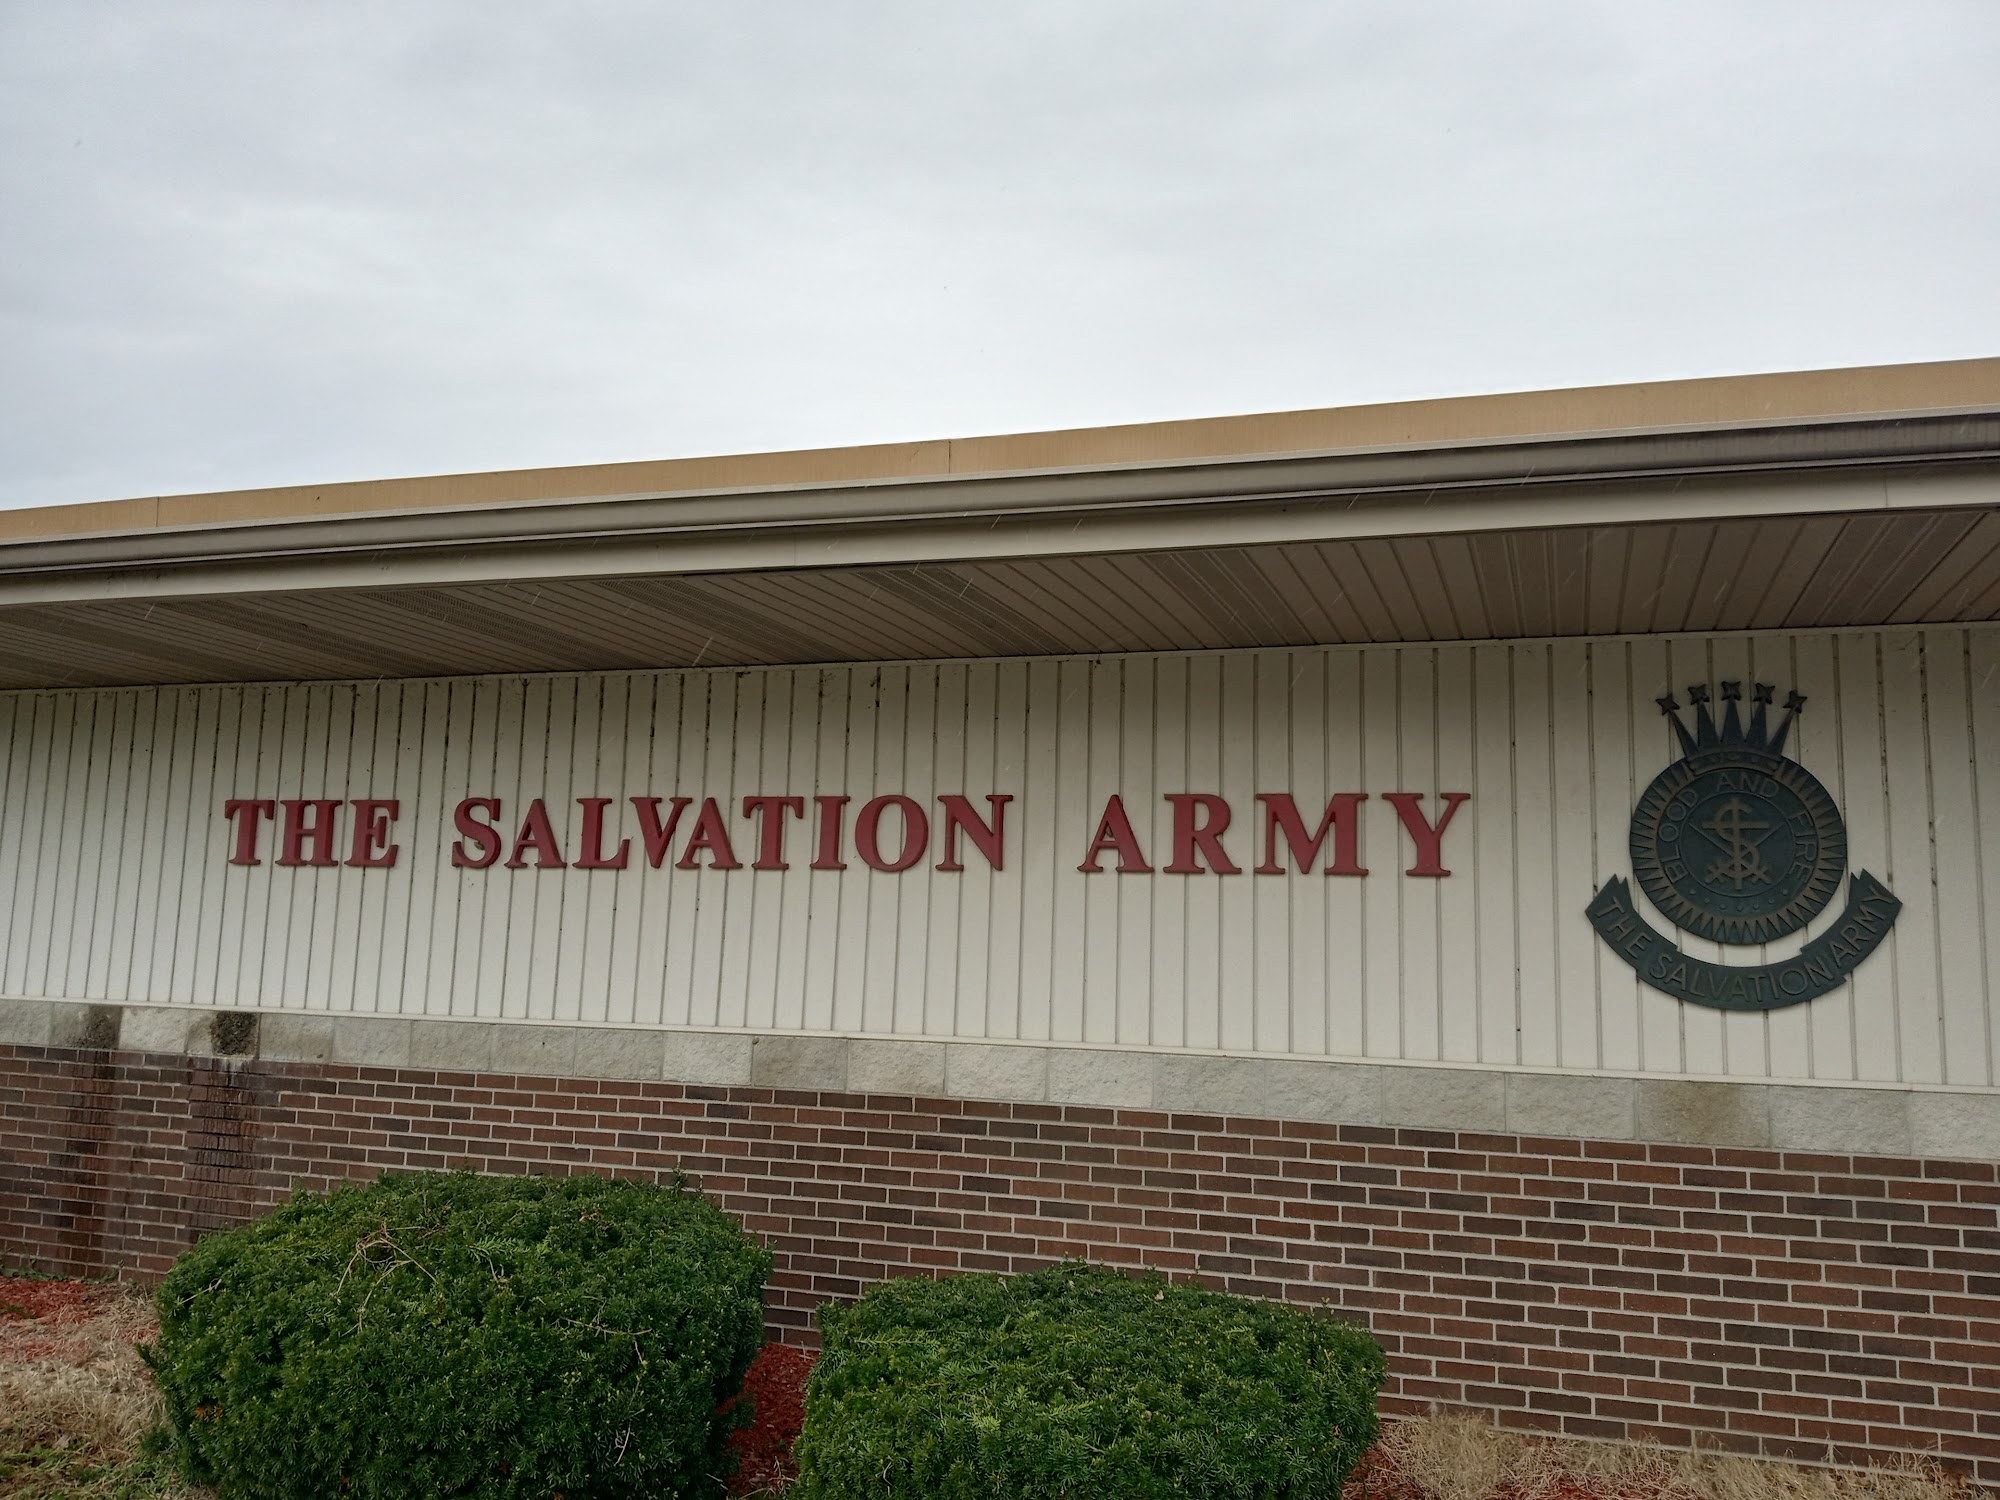 THE SALVATION ARMY
BLOOD AND FIRE
S
THE SALVATION ARMY